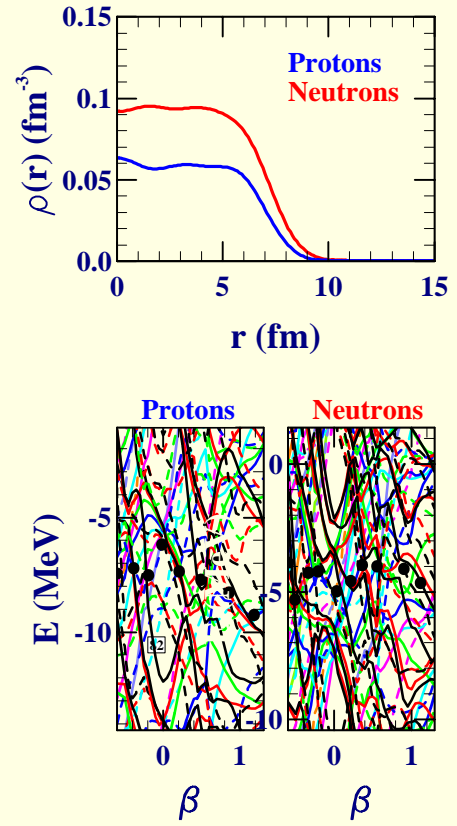 ρ(r) (fm⁻³)
0.15
0.1
0.05
0.0
Protons
Neutrons
0 5 10 15
r (fm)
Protons Neutrons
E (MeV)
-5
-10
82
0
-5
-10
0 1 0 1
β β